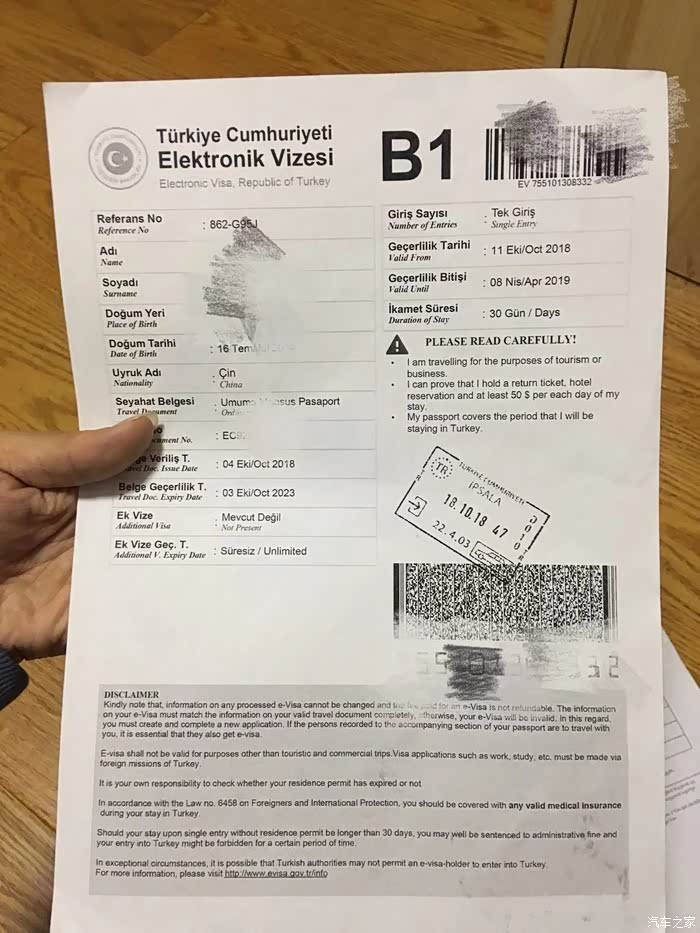 Türkiye Cumhuriyeti
Elektronik Vizesi
Electronic Visa, Republic of Turkey
B1
EV 755101308332
Referans No
Reference No
: 862-G95J
Adı
Name
Soyadı
Surname
Doğum Yeri
Place of Birth
Doğum Tarihi
Date of Birth
: 16
Uyruk Adı
Nationality
: Çin
China
Seyahat Belgesi
Travel Document
: Umuma Pasaport
No.
: EC92
Veriliş T.
Travel Doc. Issue Date
: 04 Eki/Oct 2018
Belge Geçerlilik T.
Travel Doc. Expiry Date
: 03 Eki/Oct 2023
Ek Vize
Additional Visa
: Mevcut Değil
Not Present
Ek Vize Geç. T.
Additional V. Expiry Date
: Süresiz / Unlimited
Giriş Sayısı
Number of Entries
: Tek Giriş
Single Entry
Geçerlilik Tarihi
Valid From
: 11 Eki/Oct 2018
Geçerlilik Bitişi
Valid Until
: 08 Nis/Apr 2019
İkamet Süresi
Duration of Stay
: 30 Gün / Days
PLEASE READ CAREFULLY!
• I am travelling for the purposes of tourism or
business.
• I can prove that I hold a return ticket, hotel
reservation and at least 50 $ per each day of my
stay.
• My passport covers the period that I will be
staying in Turkey.
TR
TÜRKİYE CUMHURİYETİ
İPSALA
18.10.18 47
22.4.03
DISCLAIMER
Kindly note that, information on any processed e-Visa cannot be changed and the fee paid for an e-Visa is not refundable. The information
on your e-Visa must match the information on your valid travel document completely, otherwise, your e-Visa will be invalid. In this regard,
you must create and complete a new application. If the persons recorded to the accompanying section of your passport are to travel with
you, it is essential that they also get e-visa.
E-visa shall not be valid for purposes other than touristic and commercial trips.Visa applications such as work, study, etc. must be made via
foreign missions of Turkey.
It is your own responsibility to check whether your residence permit has expired or not.
In accordance with the Law no. 6458 on Foreigners and International Protection, you should be covered with any valid medical insurance
during your stay in Turkey.
Should your stay upon single entry without residence permit be longer than 30 days, you may well be sentenced to administrative fine and
your entry into Turkey might be forbidden for a certain period of time.
In exceptional circumstances, it is possible that Turkish authorities may not permit an e-visa-holder to enter into Turkey.
For more information, please visit http://www.evisa.gov.tr/info
汽车之家